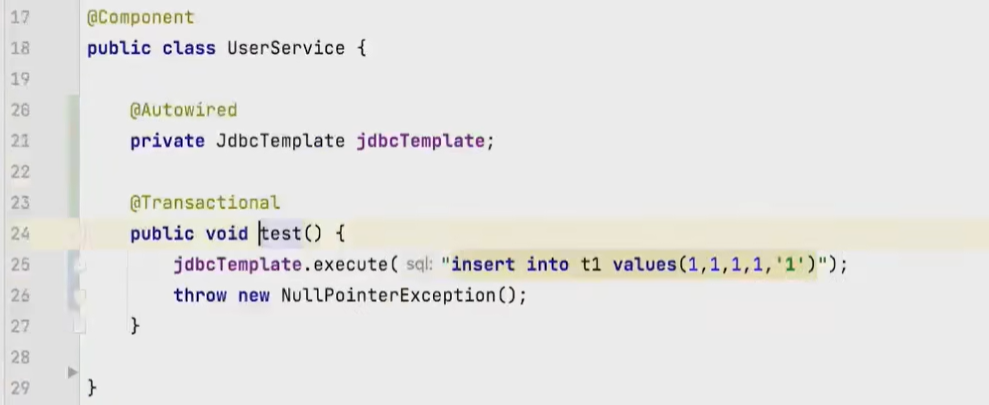 17 @Component
18 public class UserService {
19
20 @Autowired
21 private JdbcTemplate jdbcTemplate;
22
23 @Transactional
24 public void test() {
25 jdbcTemplate.execute( sql: "insert into t1 values(1,1,1,1,'1')");
26 throw new NullPointerException();
27 }
28
29 }